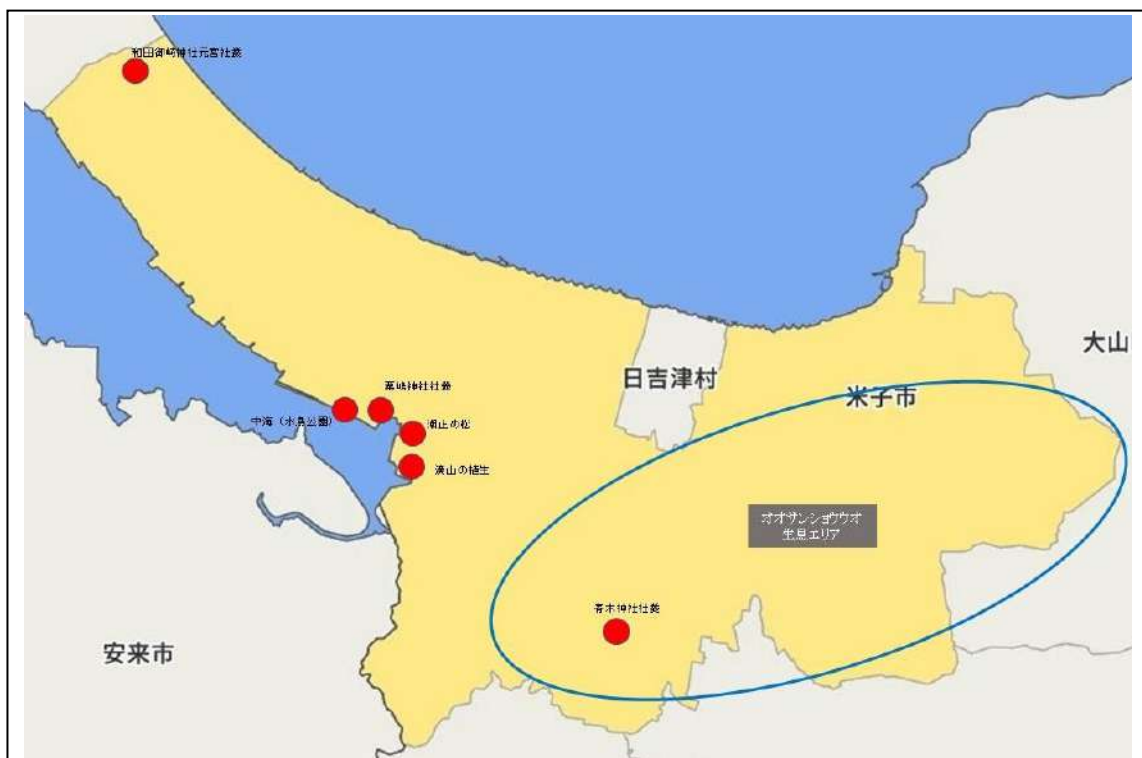 和田御崎神社元宮社叢
粟嶋神社社叢
中海（水鳥公園）
潮止の松
湊山の植生
日吉津村
米子市
大山
オオサンショウウオ
生息エリア
青木神社社叢
安来市